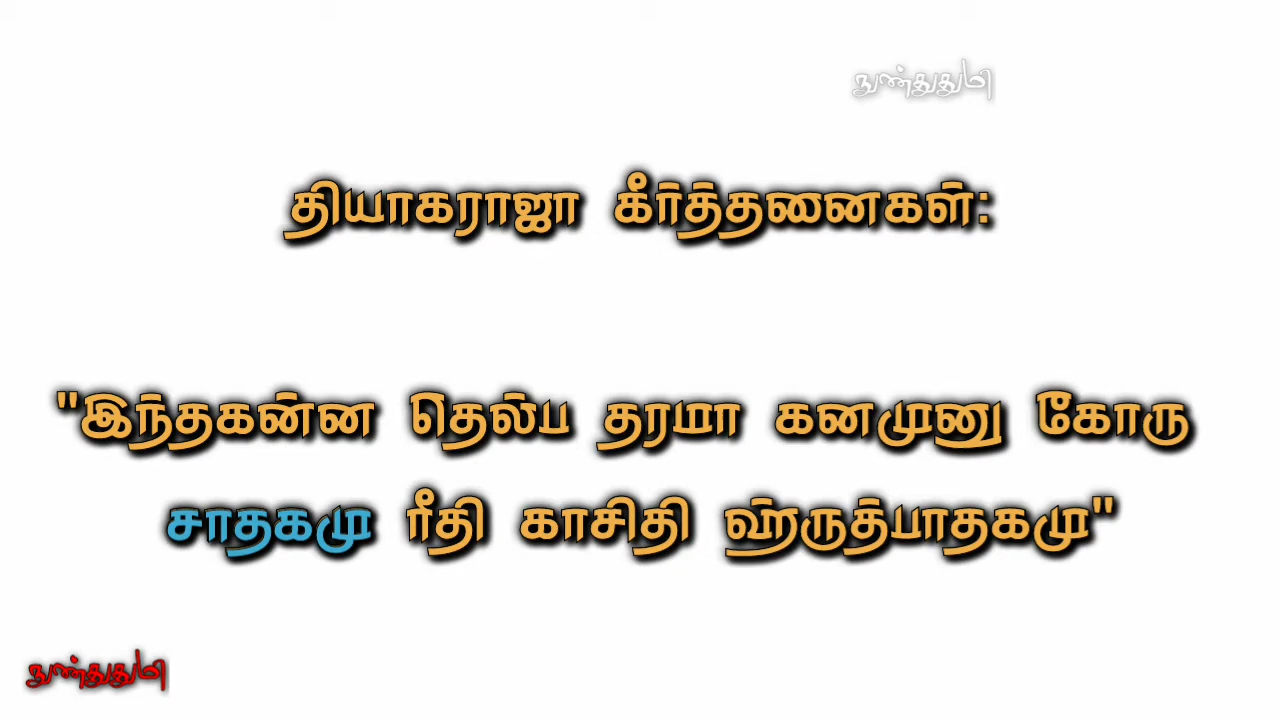 நுண்துதுமி
தியாகராஜா கீர்த்தனைகள்:
"இந்தகன்ன தெல்ப தரமா கனமுனு கோரு
சாதகமு ரீதி காசிதி ஹ்ருத்பாதகமு"
நுண்துதுமி